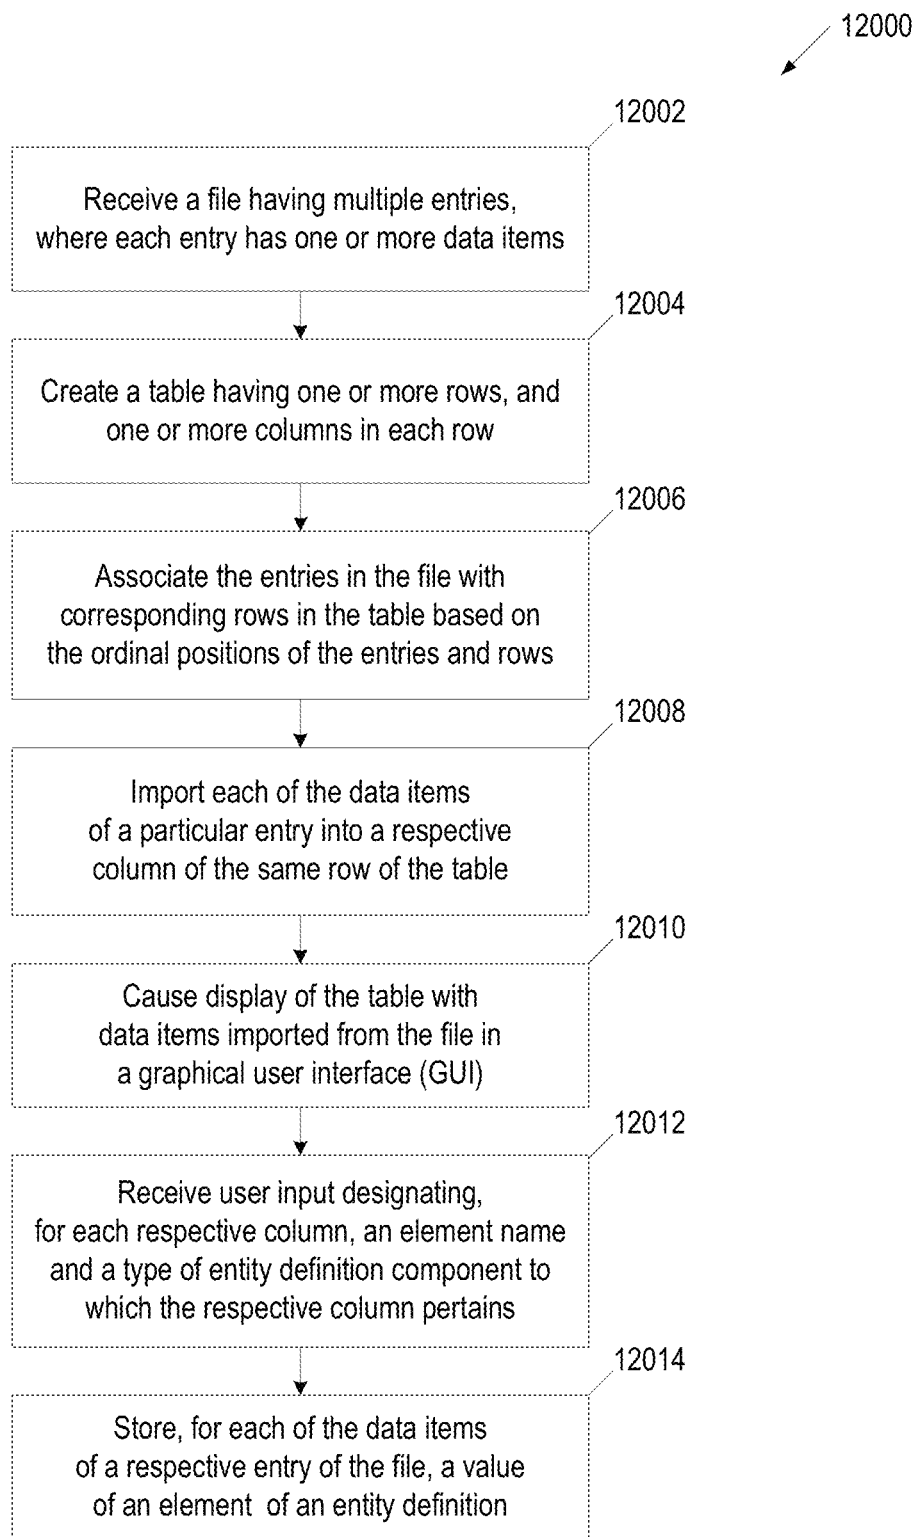 12000
12002
Receive a file having multiple entries,
where each entry has one or more data items
12004
Create a table having one or more rows, and
one or more columns in each row
12006
Associate the entries in the file with
corresponding rows in the table based on
the ordinal positions of the entries and rows
12008
Import each of the data items
of a particular entry into a respective
column of the same row of the table
12010
Cause display of the table with
data items imported from the file in
a graphical user interface (GUI)
12012
Receive user input designating,
for each respective column, an element name
and a type of entity definition component to
which the respective column pertains
12014
Store, for each of the data items
of a respective entry of the file, a value
of an element of an entity definition